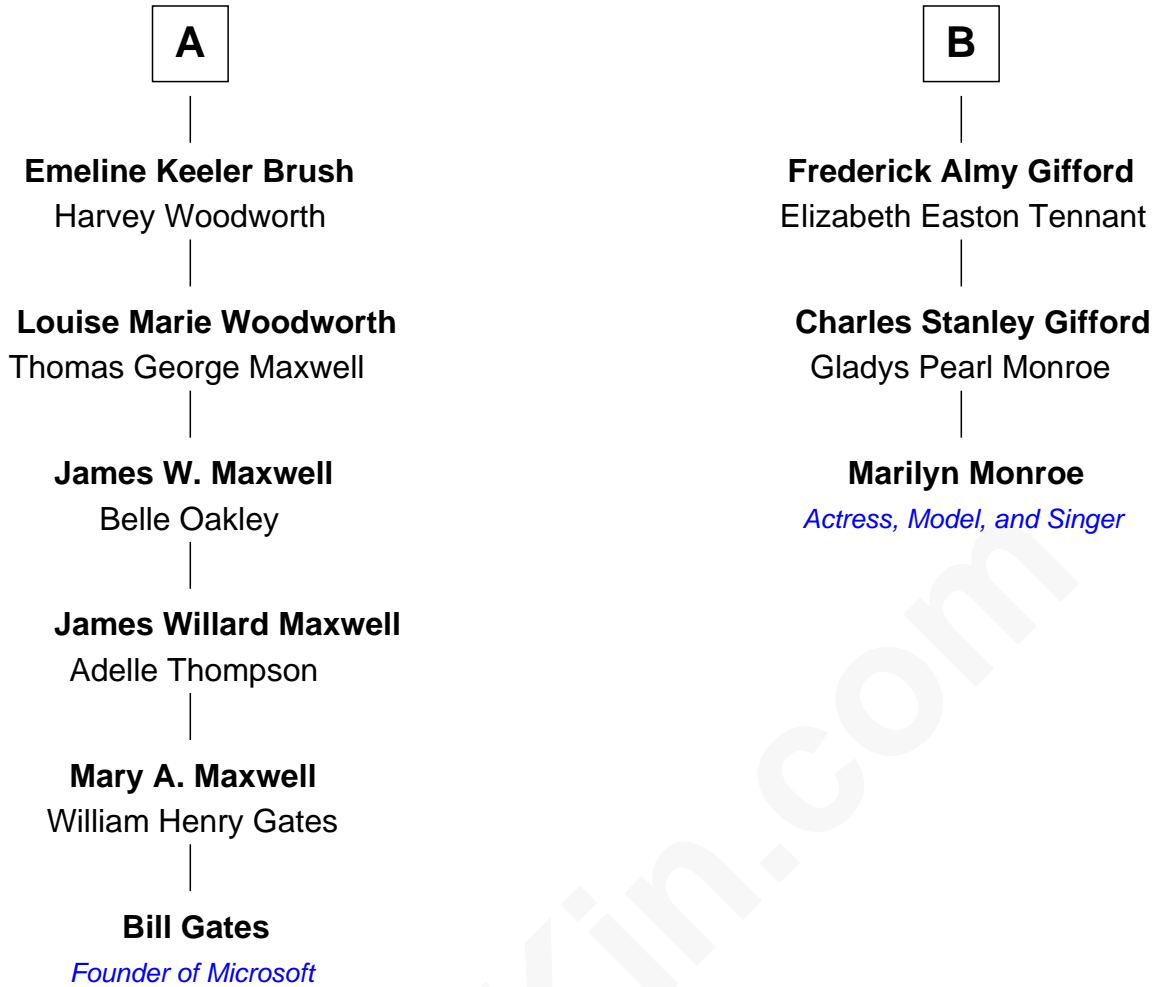 A
Emeline Keeler Brush
Harvey Woodworth
Louise Marie Woodworth
Thomas George Maxwell
James W. Maxwell
Belle Oakley
James Willard Maxwell
Adelle Thompson
Mary A. Maxwell
William Henry Gates
Bill Gates
Founder of Microsoft
B
Frederick Almy Gifford
Elizabeth Easton Tennant
Charles Stanley Gifford
Gladys Pearl Monroe
Marilyn Monroe
Actress, Model, and Singer
Kin.com